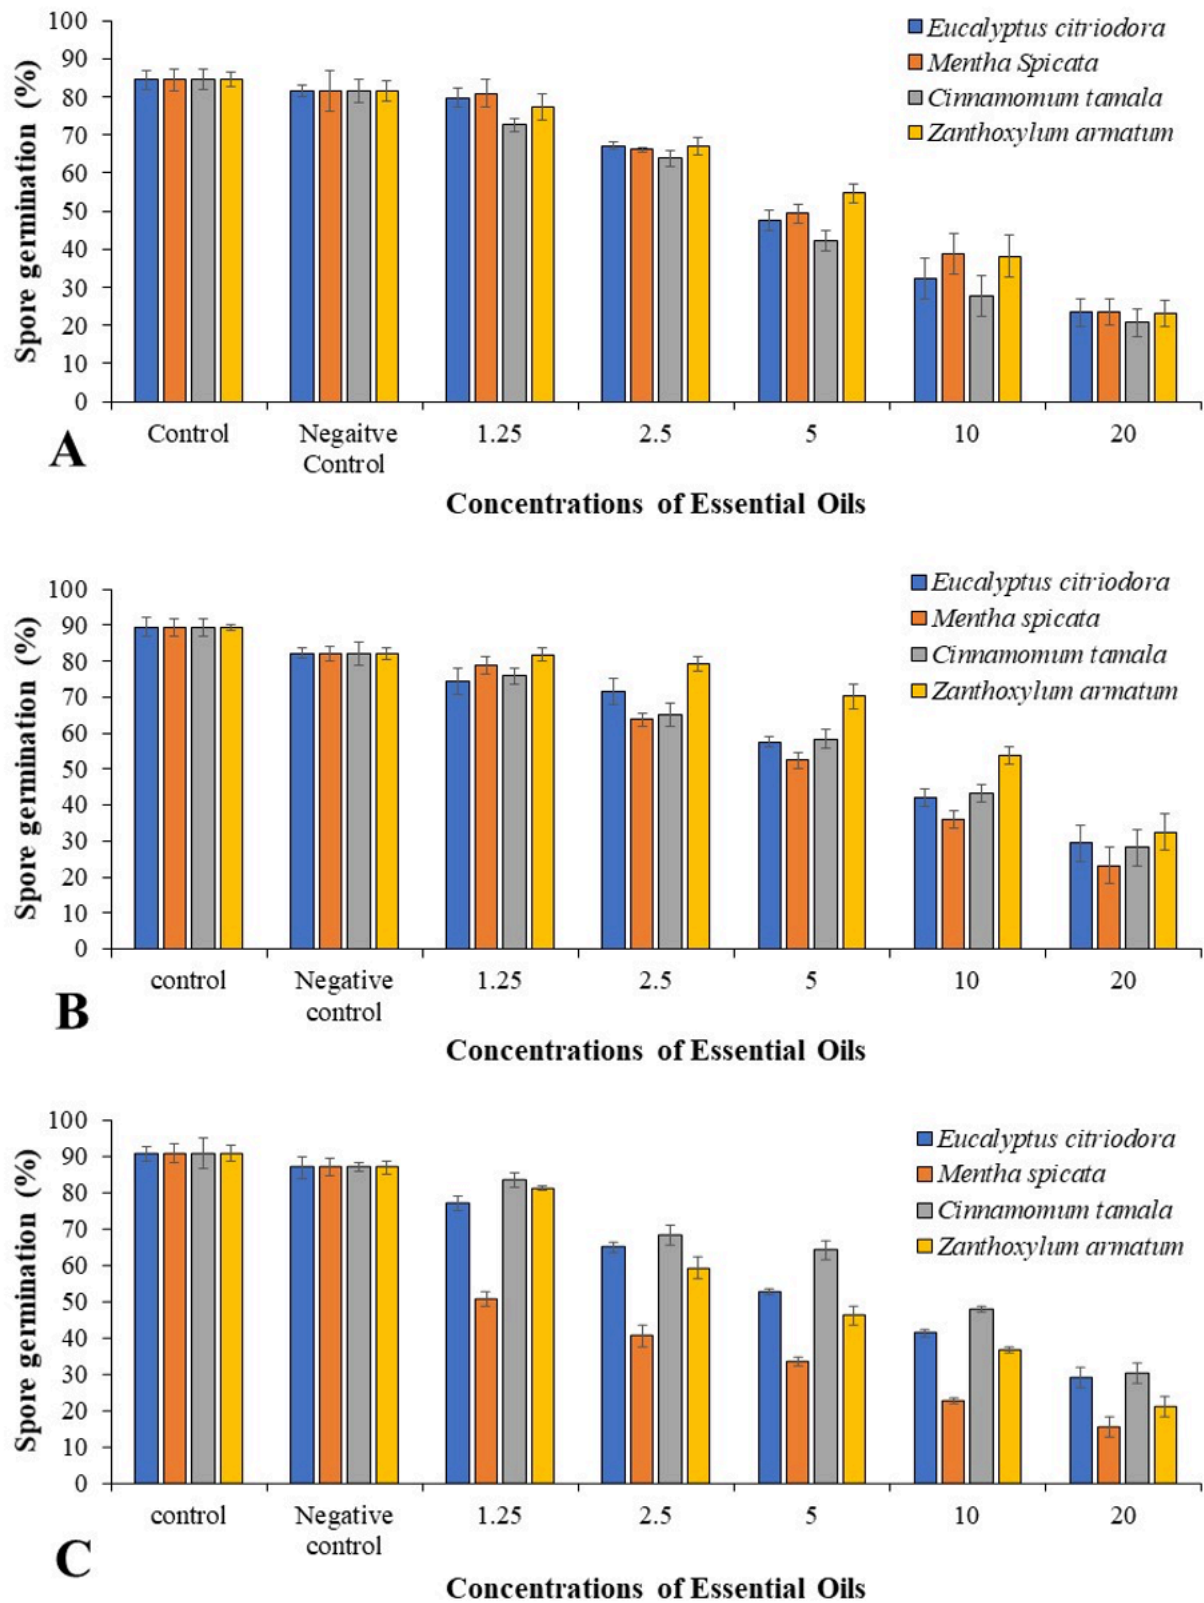 100
90
80
70
60
50
40
30
20
10
0
Spore germination (%)
Eucalyptus citriodora
Mentha Spicata
Cinnamomum tamala
Zanthoxylum armatum
Control
Negaitve
Control
1.25
2.5
5
10
20
A
Concentrations of Essential Oils
100
90
80
70
60
50
40
30
20
10
0
Spore germination (%)
Eucalyptus citriodora
Mentha spicata
Cinnamomum tamala
Zanthoxylum armatum
control
Negative
control
1.25
2.5
5
10
20
B
Concentrations of Essential Oils
100
90
80
70
60
50
40
30
20
10
0
Spore germination (%)
Eucalyptus citriodora
Mentha spicata
Cinnamomum tamala
Zanthoxylum armatum
control
Negative
control
1.25
2.5
5
10
20
C
Concentrations of Essential Oils